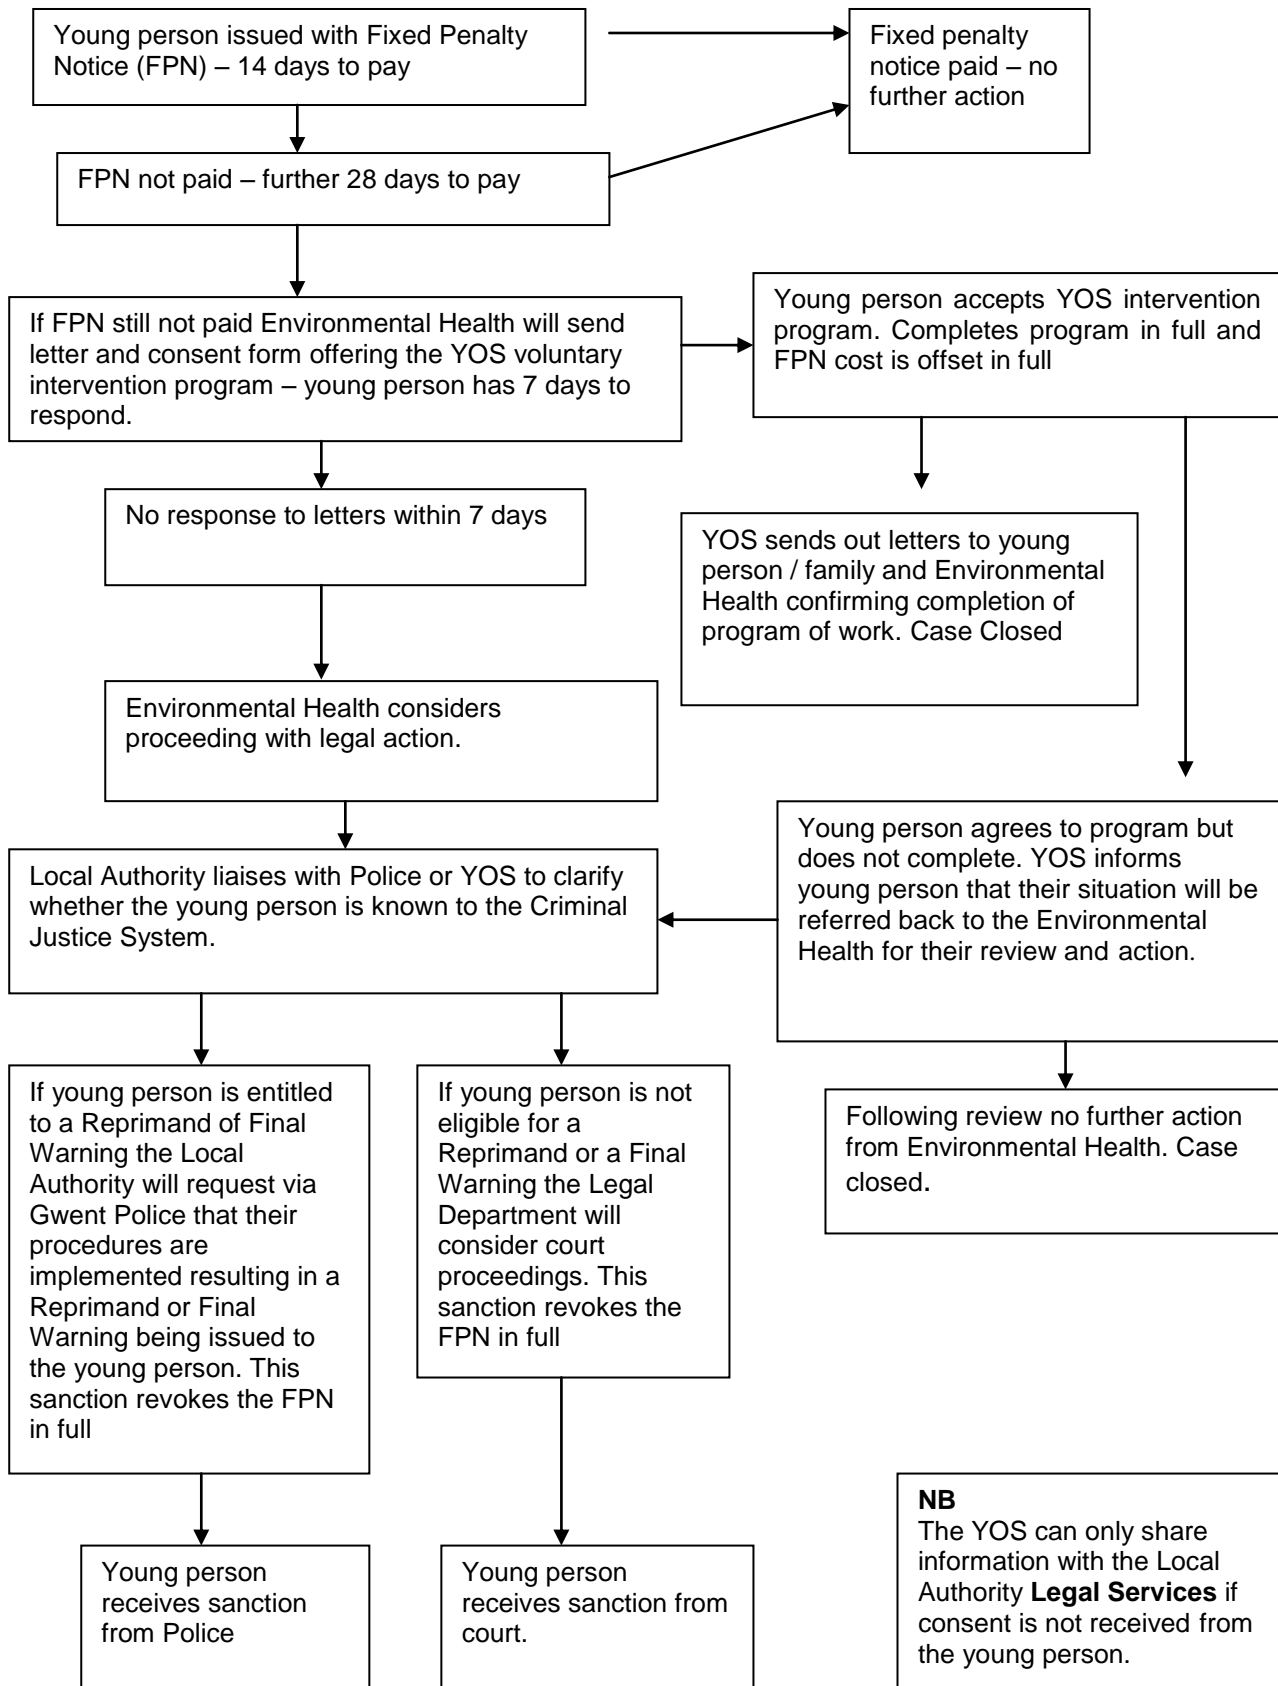 Young person issued with Fixed Penalty
Notice (FPN) – 14 days to pay
Fixed penalty
notice paid – no
further action
FPN not paid – further 28 days to pay
If FPN still not paid Environmental Health will send
letter and consent form offering the YOS voluntary
intervention program – young person has 7 days to
respond.
Young person accepts YOS intervention
program. Completes program in full and
FPN cost is offset in full
No response to letters within 7 days
YOS sends out letters to young
person / family and Environmental
Health confirming completion of
program of work. Case Closed
Environmental Health considers
proceeding with legal action.
Young person agrees to program but
does not complete. YOS informs
young person that their situation will be
referred back to the Environmental
Health for their review and action.
Local Authority liaises with Police or YOS to clarify
whether the young person is known to the Criminal
Justice System.
If young person is entitled
to a Reprimand of Final
Warning the Local
Authority will request via
Gwent Police that their
procedures are
implemented resulting in a
Reprimand or Final
Warning being issued to
the young person. This
sanction revokes the FPN
in full
If young person is not
eligible for a
Reprimand or a Final
Warning the Legal
Department will
consider court
proceedings. This
sanction revokes the
FPN in full
Following review no further action
from Environmental Health. Case
closed.
Young person
receives sanction
from Police
Young person
receives sanction from
court.
NB
The YOS can only share
information with the Local
Authority Legal Services if
consent is not received from
the young person.